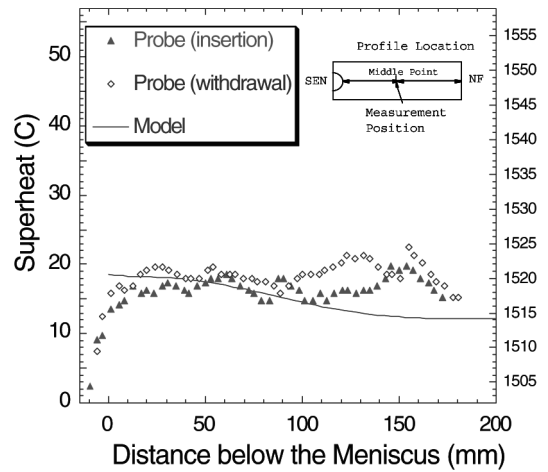 50
40
30
20
10
0
Superheat (C)
Probe (insertion)
Probe (withdrawal)
Model
Profile Location
SEN
Middle Point
NF
Measurement
Position
1555
1550
1545
1540
1535
1530
1525
1520
1515
1510
1505
0 50 100 150 200
Distance below the Meniscus (mm)